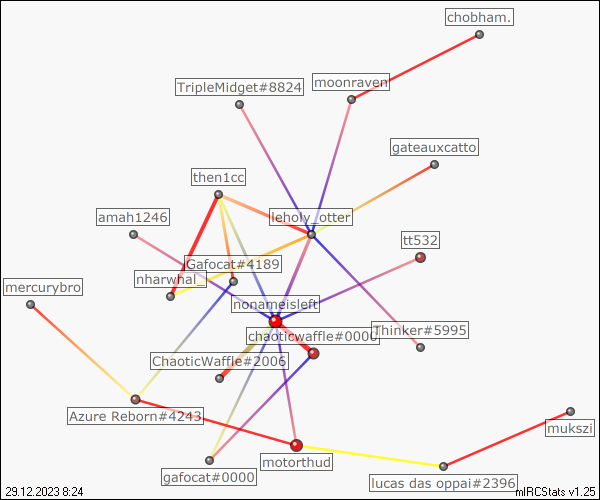 chobham.
TripleMidget#8824
moonraven
gateauxcatto
then1cc
amah1246
leholy_otter
tt532
Gafocat#4189
nharwhal_
mercurybro
nonameisleft
chaoticwaffle#0000
Thinker#5995
ChaoticWaffle#2006
Azure Reborn#4243
mukszi
motorthud
gafocat#0000
lucas das oppai#2396
29.12.2023 8:24
mIRCStats v1.25